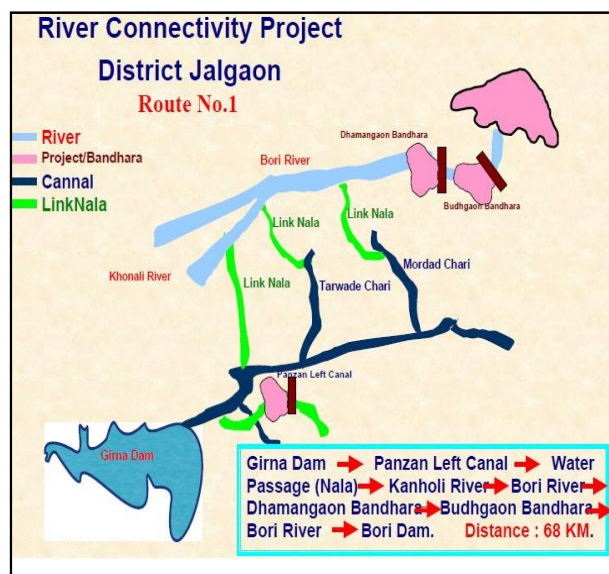 River Connectivity Project
District Jalgaon
Route No.1
River
Project/Bandhara
Cannal
LinkNala
Dhamangaon Bandhara
Bori River
Budhgaon Bandhara
Link Nala
Link Nala
Khonali River
Link Nala
Tarwade Chari
Mordad Chari
Panzan Left Canal
Girna Dam
Girna Dam Panzan Left Canal Water
Passage (Nala) Kanholi River Bori River
Dhamangaon Bandhara Budhgaon Bandhara
Bori River Bori Dam. Distance : 68 KM.